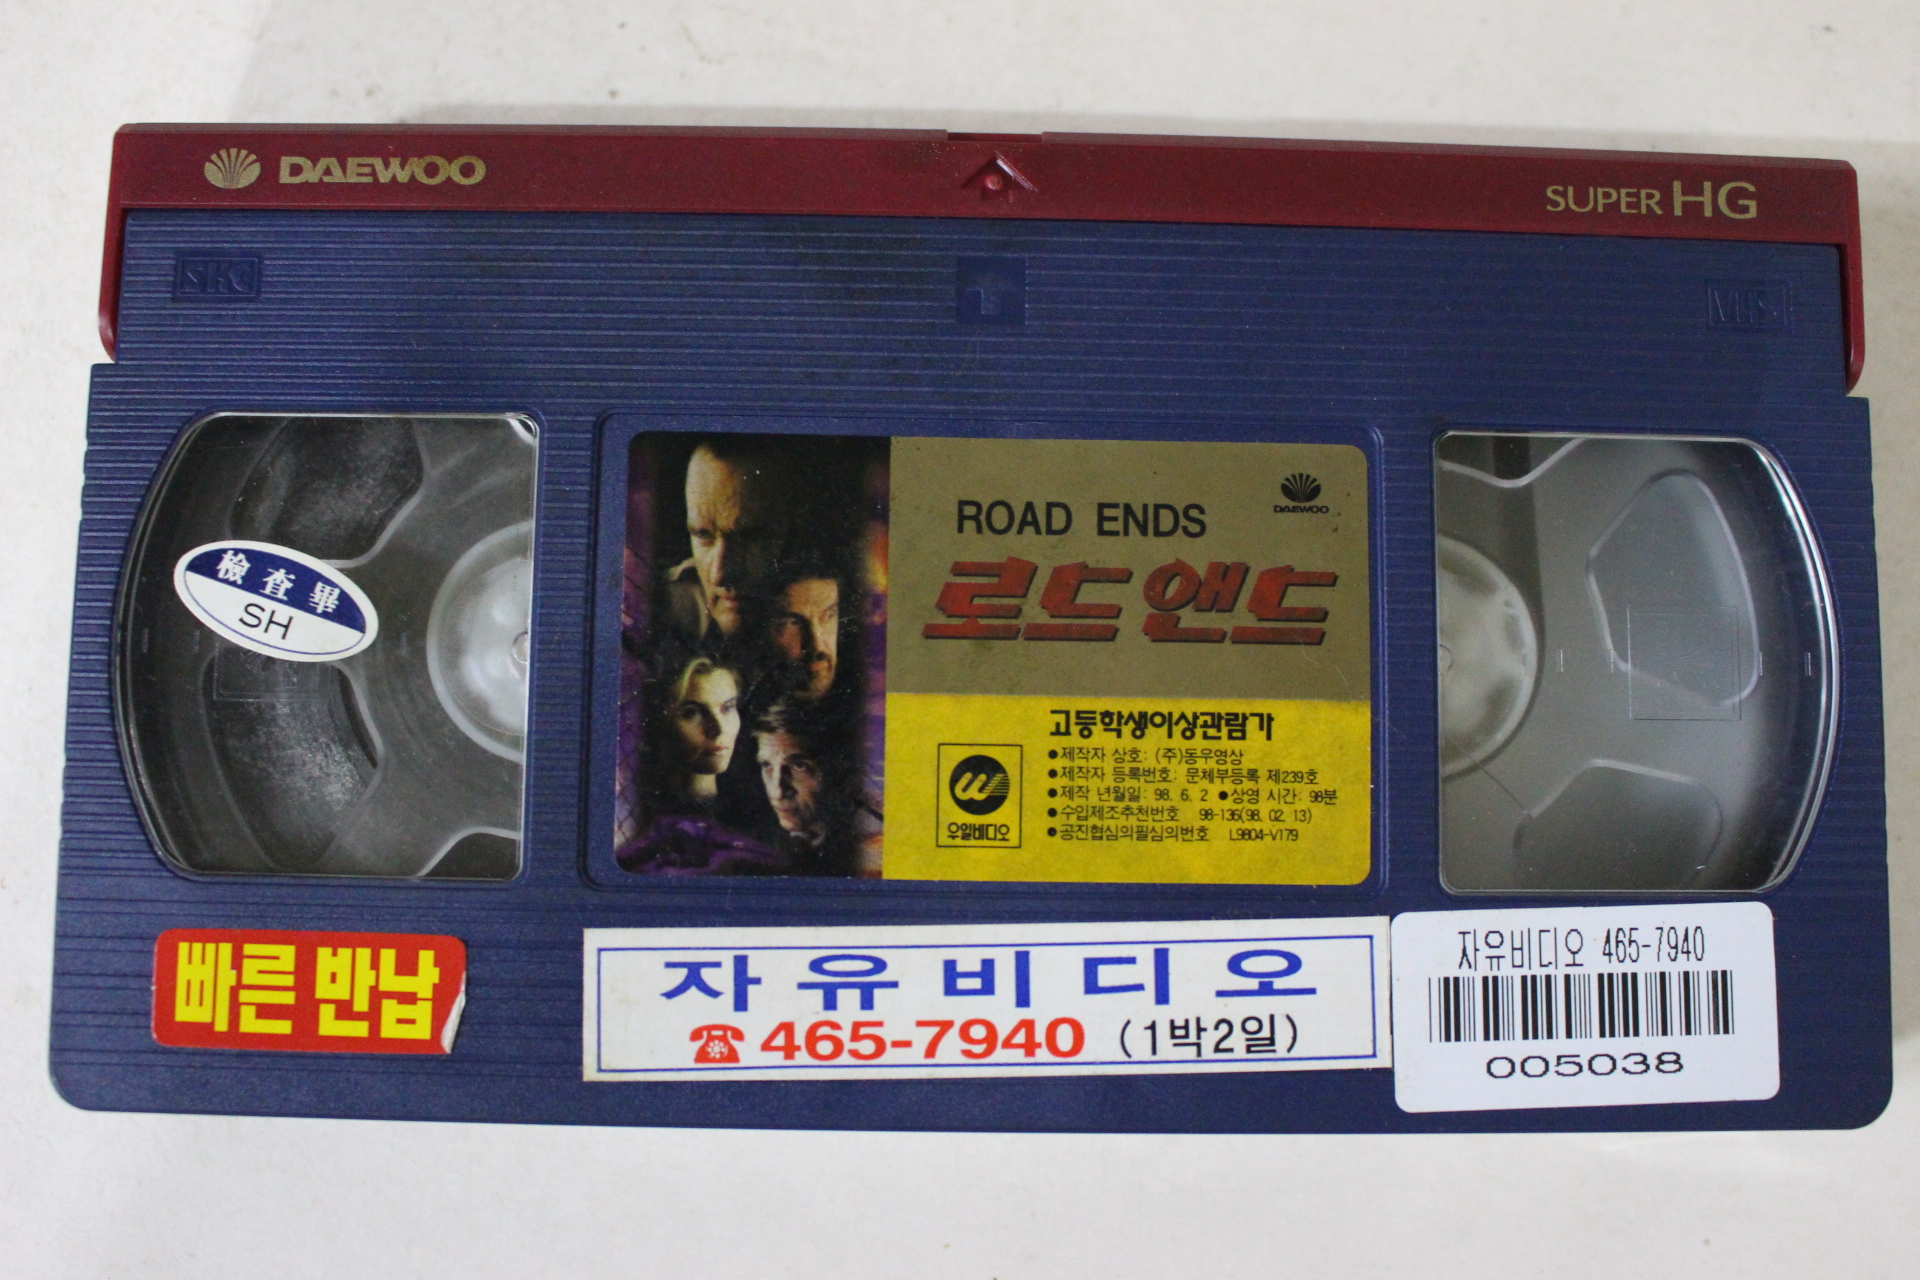 DAEWOO
SUPER HG
SKC
VHS
檢査畢
SH
DAEWOO
ROAD ENDS
로드앤드
고등학생이상관람가
●제작자 상호: (주)동우영상
●제작자 등록번호: 문체부등록 제239호
●제작 년월일: 98. 6. 2 ●상영 시간: 98분
●수입제조추천번호 98-136(98. 02. 13)
●공진협심의필심의번호 L9804-V179
우일비디오
빠른 반납
자유비디오
☎465-7940 (1박2일)
자유비디오 465-7940
005038